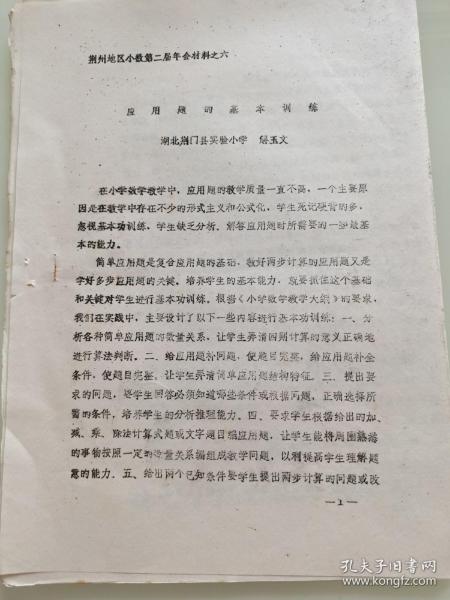 荆州地区小数第二届年会材料之六
应用题的基本训练
湖北荆门县实验小学 屈玉文
在小学数学教学中，应用题的教学质量一直不高，一个主要原
因是在教学中存在不少的形式主义和公式化，学生死记硬背的多，
忽视基本功训练，学生缺乏分析、解答应用题时所需要的一些最基
本的能力。
简单应用题是复合应用题的基础，教好两步计算的应用题又是
学好多步应用题的关键。培养学生的基本能力，就要抓住这个基础
和关键对学生进行基本功训练。根据《小学数学教学大纲》的要求，
我们在实践中，主要设计了以下一些内容进行基本功训练：一、分
析各种简单应用题的数量关系，让学生弄清四则计算的意义正确地
进行算法判断。二、给应用题补问题，使题目完整，给应用题补全
条件，使题目完整，让学生弄清简单应用题结构特征。三、提出要
求的问题，要学生回答必须知道哪些条件或根据问题，正确选择所
需的条件，培养学生的分析推理能力。四、要求学生根据给出的加、
减、乘、除法计算式题或文字题目编应用题，让学生能将周围熟悉
的事物按照一定的数量关系编组成数学问题，以利提高学生理解题
意的能力。五、给出两个已知条件要学生提出两步计算的问题或改
—1—
孔夫子旧书网
www.kongfz.com